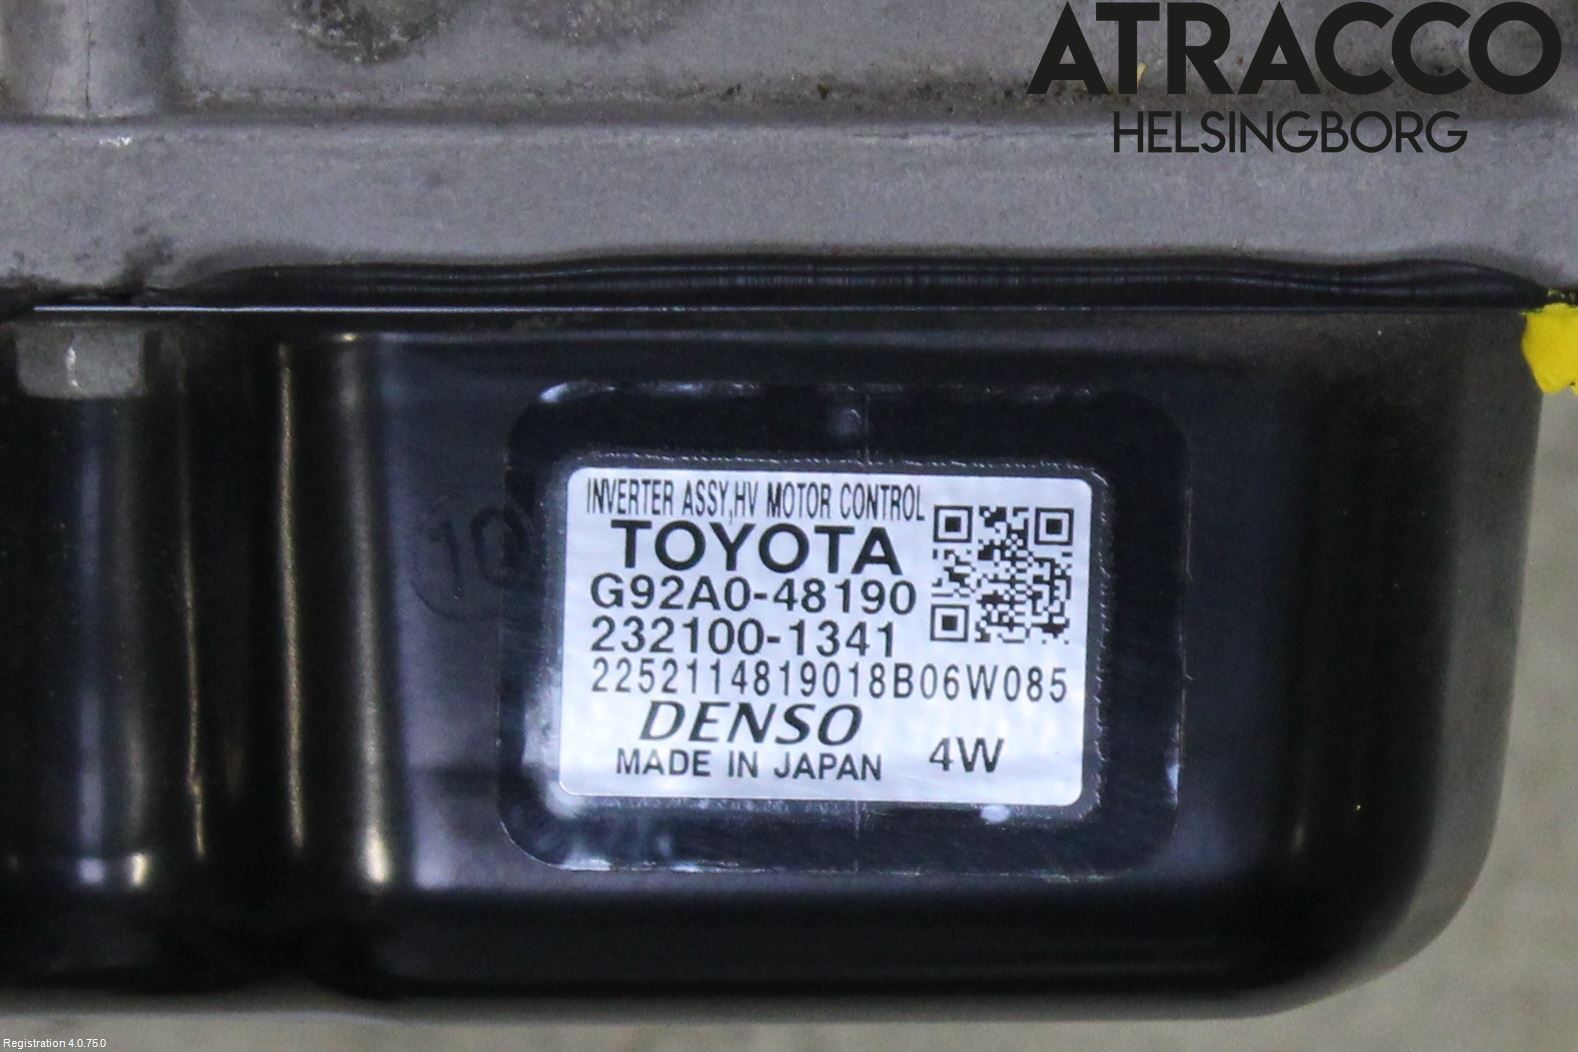 ATRACCO
HELSINGBORG
10
INVERTER ASSY,HV MOTOR CONTROL
TOYOTA
G92A0-48190
232100-1341
2252114819018B06W085
DENSO
MADE IN JAPAN 4W
Registration 4.0.75.0